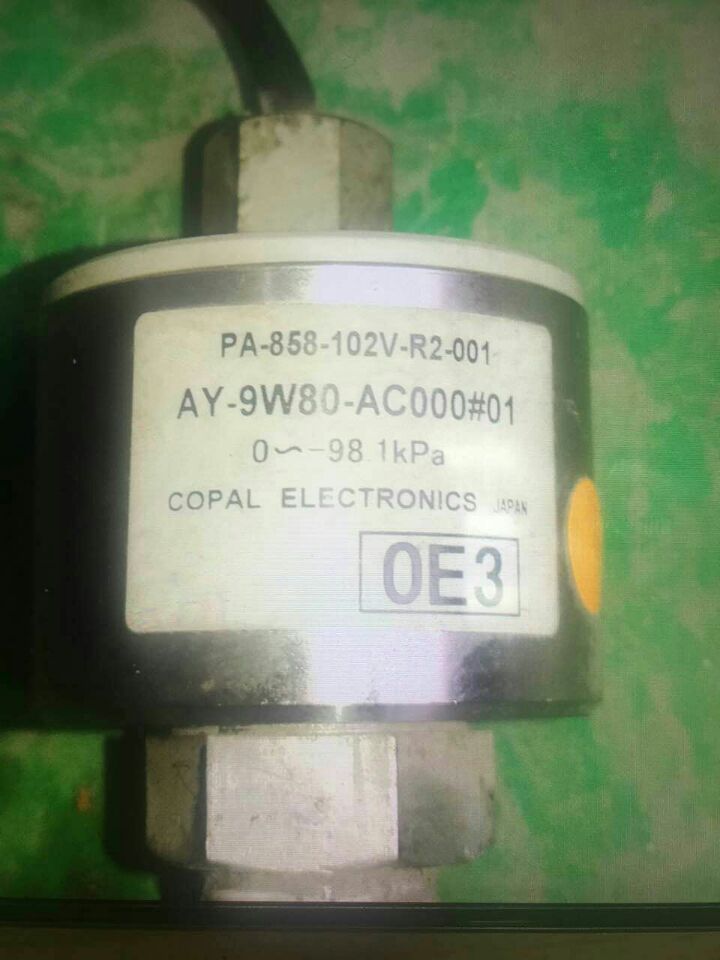 PA-858-102V-R2-001
AY-9W80-AC000#01
0〜-98.1kPa
COPAL ELECTRONICS JAPAN
0E3